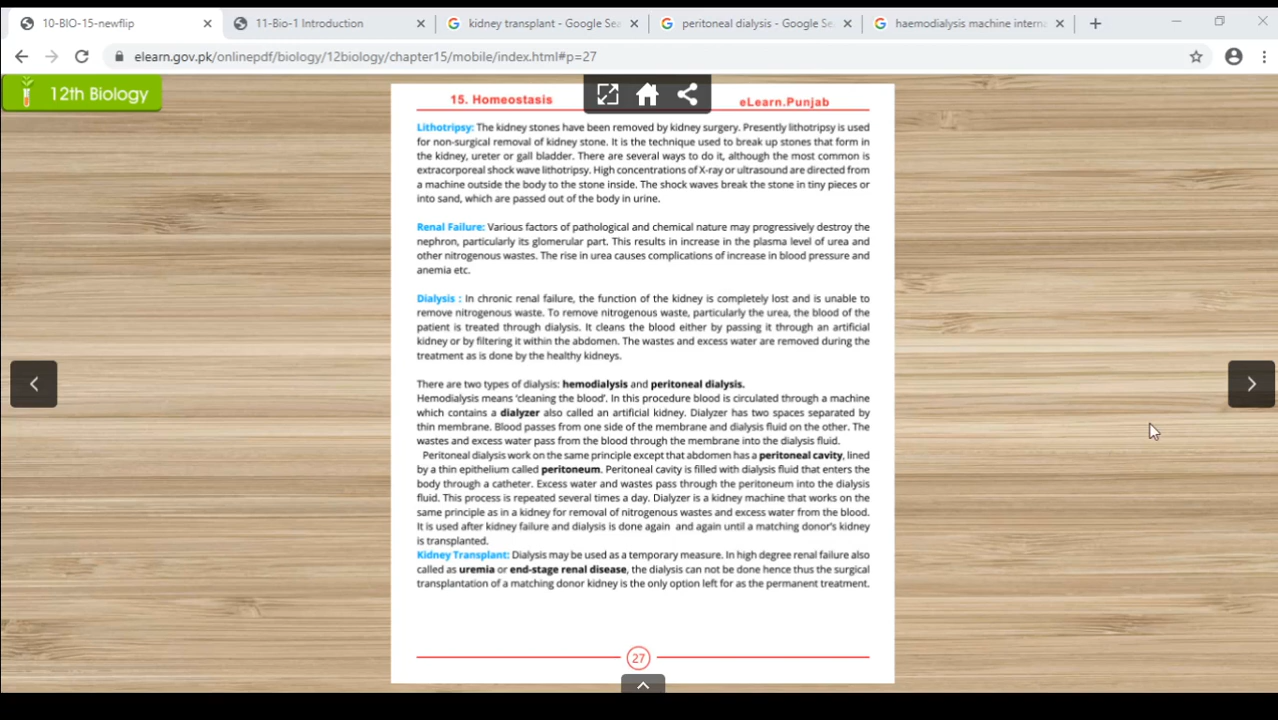 10-BIO-15-newflip
11-Bio-1 Introduction
kidney transplant - Google Sea
peritoneal dialysis - Google Sea
haemodialysis machine interna
elearn.gov.pk/onlinepdf/biology/12biology/chapter15/mobile/index.html#p=27
12th Biology
15. Homeostasis
eLearn.Punjab
Lithotripsy: The kidney stones have been removed by kidney surgery. Presently lithotripsy is used
for non-surgical removal of kidney stone. It is the technique used to break up stones that form in
the kidney, ureter or gall bladder. There are several ways to do it, although the most common is
extracorporeal shock wave lithotripsy. High concentrations of X-ray or ultrasound are directed from
a machine outside the body to the stone inside. The shock waves break the stone in tiny pieces or
into sand, which are passed out of the body in urine.
Renal Failure: Various factors of pathological and chemical nature may progressively destroy the
nephron, particularly its glomerular part. This results in increase in the plasma level of urea and
other nitrogenous wastes. The rise in urea causes complications of increase in blood pressure and
anemia etc.
Dialysis : In chronic renal failure, the function of the kidney is completely lost and is unable to
remove nitrogenous waste. To remove nitrogenous waste, particularly the urea, the blood of the
patient is treated through dialysis. It cleans the blood either by passing it through an artificial
kidney or by filtering it within the abdomen. The wastes and excess water are removed during the
treatment as is done by the healthy kidneys.
There are two types of dialysis: hemodialysis and peritoneal dialysis.
Hemodialysis means 'cleaning the blood'. In this procedure blood is circulated through a machine
which contains a dialyzer also called an artificial kidney. Dialyzer has two spaces separated by
thin membrane. Blood passes from one side of the membrane and dialysis fluid on the other. The
wastes and excess water pass from the blood through the membrane into the dialysis fluid.
Peritoneal dialysis work on the same principle except that abdomen has a peritoneal cavity, lined
by a thin epithelium called peritoneum. Peritoneal cavity is filled with dialysis fluid that enters the
body through a catheter. Excess water and wastes pass through the peritoneum into the dialysis
fluid. This process is repeated several times a day. Dialyzer is a kidney machine that works on the
same principle as in a kidney for removal of nitrogenous wastes and excess water from the blood.
It is used after kidney failure and dialysis is done again and again until a matching donor's kidney
is transplanted.
Kidney Transplant: Dialysis may be used as a temporary measure. In high degree renal failure also
called as uremia or end-stage renal disease, the dialysis can not be done hence thus the surgical
transplantation of a matching donor kidney is the only option left for as the permanent treatment.
27